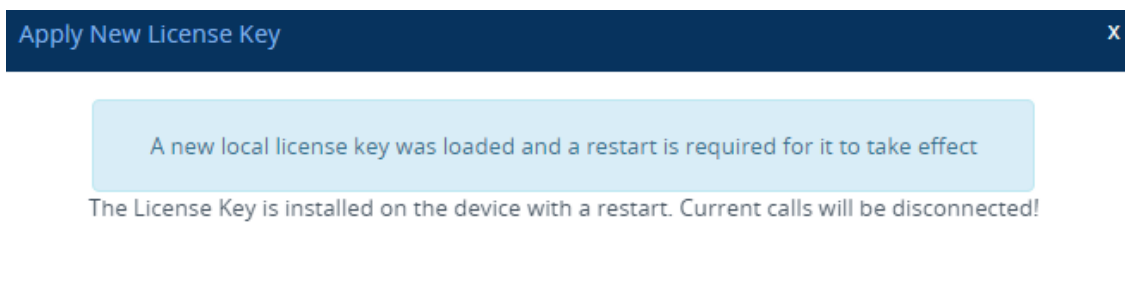 Apply New License Key
x
A new local license key was loaded and a restart is required for it to take effect
The License Key is installed on the device with a restart. Current calls will be disconnected!